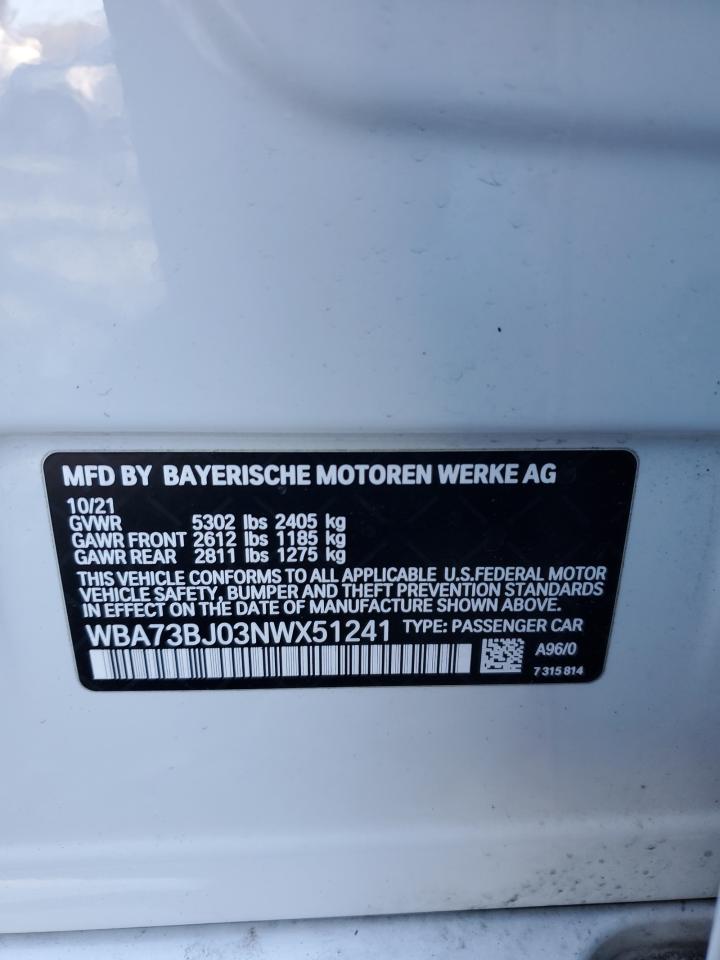 MFD BY BAYERISCHE MOTOREN WERKE AG
10/21
GVWR 5302 lbs 2405 kg
GAWR FRONT 2612 lbs 1185 kg
GAWR REAR 2811 lbs 1275 kg
THIS VEHICLE CONFORMS TO ALL APPLICABLE U.S.FEDERAL MOTOR
VEHICLE SAFETY, BUMPER AND THEFT PREVENTION STANDARDS
IN EFFECT ON THE DATE OF MANUFACTURE SHOWN ABOVE.
WBA73BJ03NWX51241 TYPE: PASSENGER CAR
A96/0
7 315 814